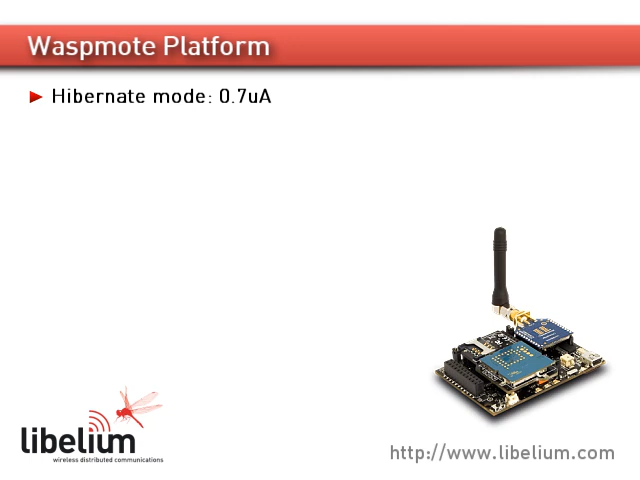 Waspmote Platform
► Hibernate mode: 0.7uA
libelium
wireless distributed communications
http://www.libelium.com